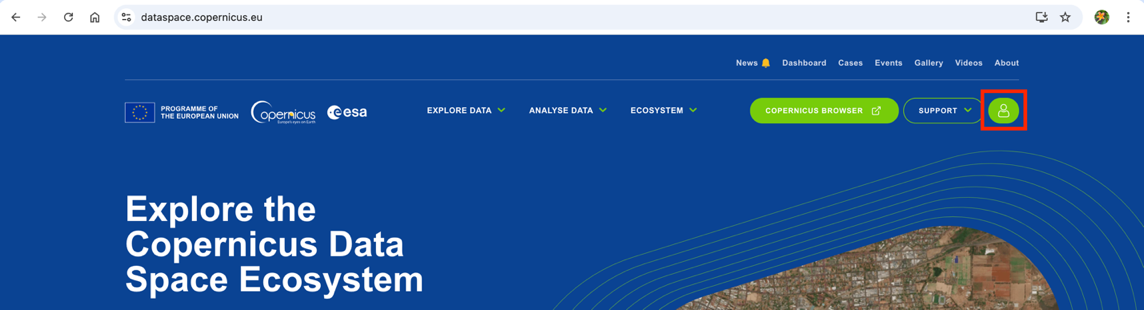 dataspace.copernicus.eu
News Dashboard Cases Events Gallery Videos About
PROGRAMME OF
THE EUROPEAN UNION
opernicus
Europe's eyes on Earth
esa
EXPLORE DATA ANALYSE DATA ECOSYSTEM COPERNICUS BROWSER SUPPORT
Explore the
Copernicus Data
Space Ecosystem